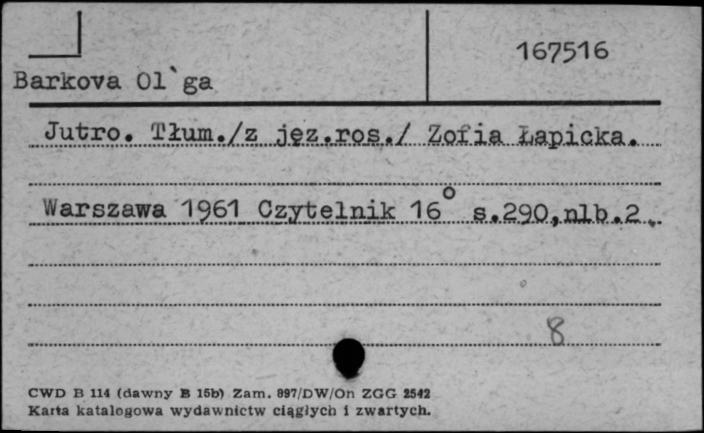 167516
Barkova Ol`ga
Jutro. Tłum./z jęz.ros./ Zofia Łapicka.
Warszawa 1961 Czytelnik 16° s.290,nlb.2.
8
CWD B 114 (dawny B 15b) Zam. 897/DW/On ZGG 2542
Karta katalogowa wydawnictw ciągłych i zwartych.